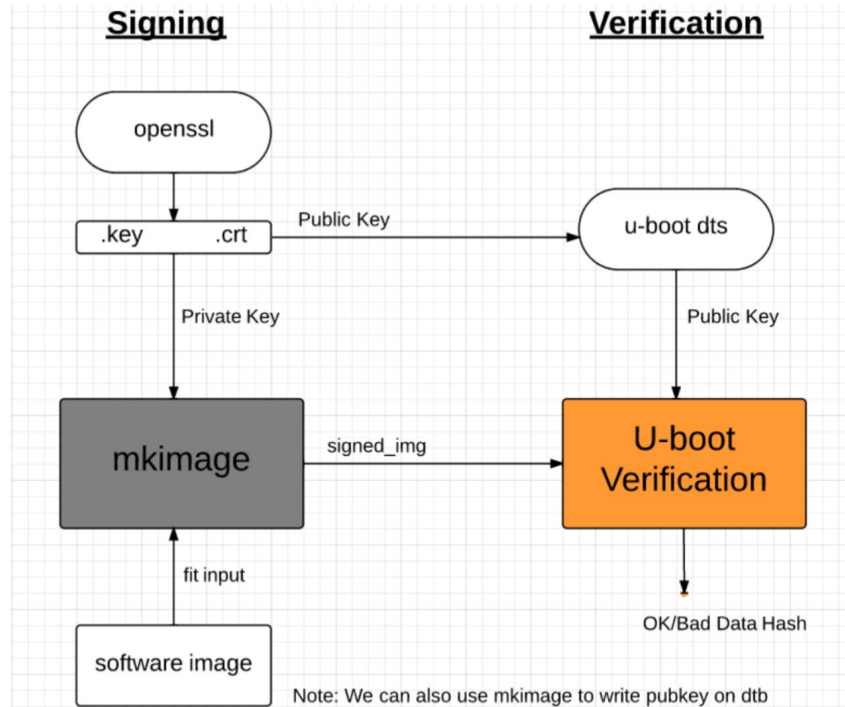 Signing
Verification
openssl
.key .crt
Public Key
u-boot dts
Private Key
Public Key
mkimage
signed_img
U-boot
Verification
fit input
OK/Bad Data Hash
software image
Note: We can also use mkimage to write pubkey on dtb